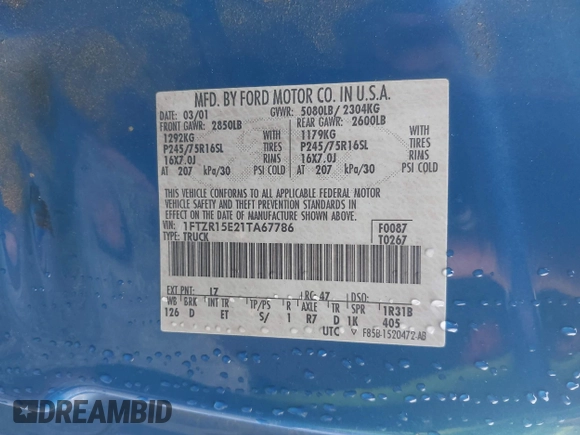 MFD. BY FORD MOTOR CO. IN U.S.A.
DATE: 03/01 GVWR: 5080LB/ 2304KG
FRONT GAWR: 2850LB REAR GAWR: 2600LB
1292KG WITH 1179KG WITH
P245/75R16SL TIRES P245/75R16SL TIRES
16X7.0J RIMS 16X7.0J RIMS
AT 207 kPa/30 PSI COLD AT 207 kPa/30 PSI COLD
THIS VEHICLE CONFORMS TO ALL APPLICABLE FEDERAL MOTOR
VEHICLE SAFETY AND THEFT PREVENTION STANDARDS IN
EFFECT ON THE DATE OF MANUFACTURE SHOWN ABOVE.
VIN: 1FTZR15E21TA67786 F0087
TYPE: TRUCK T0267
EXT PNT: 17 RC: 47 DSO:
WB BRK INT TR TP/PS R AXLE TR SPR 1R31B
126 D ET S/ 1 R7 D 1K 405
UTC F85B-1520472-AB
DREAMBID